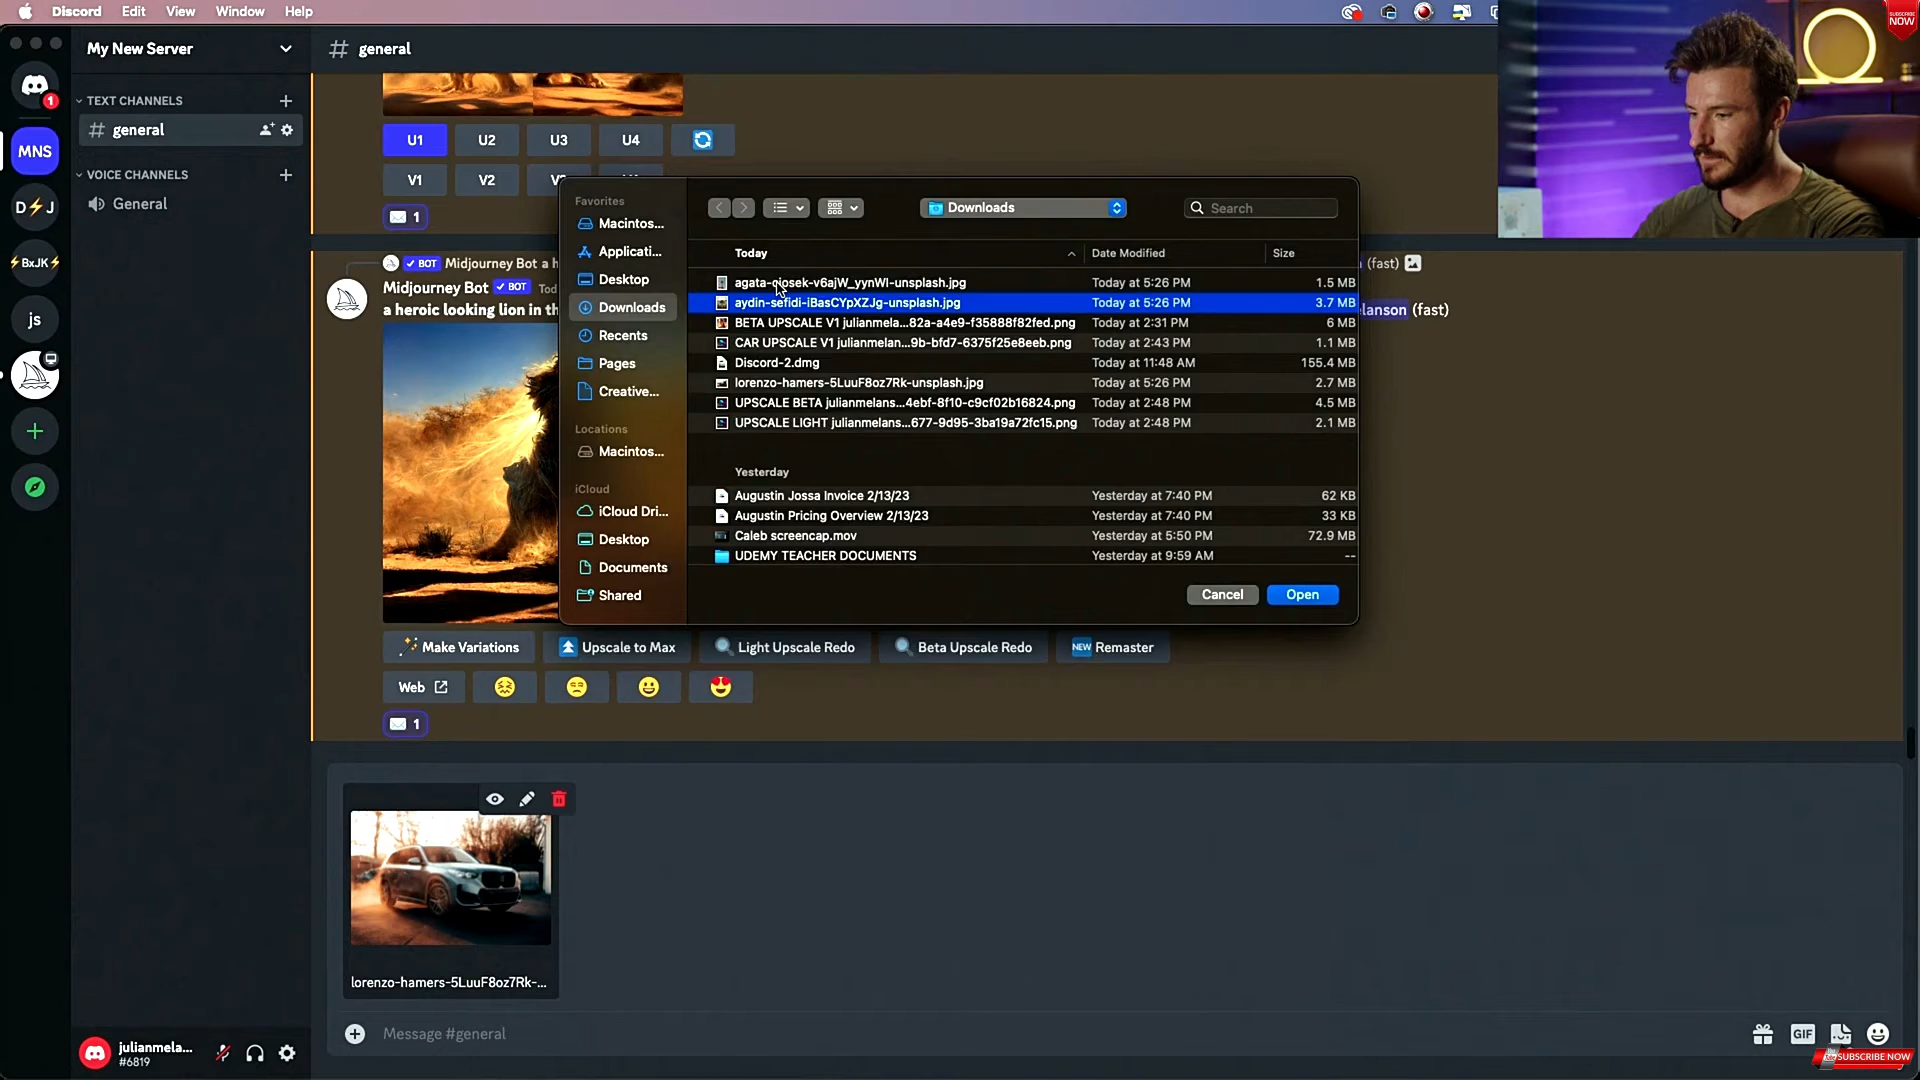 Discord Edit View Window Help
SUBSCRIBE NOW
My New Server
general
1
TEXT CHANNELS
general
MNS
VOICE CHANNELS
General
D⚡J
⚡BxJK⚡
js
U1 U2 U3 U4
V1 V2
1
BOT Midjourney Bot a h
(fast)
Midjourney Bot BOT Tod
a heroic looking lion in th
lanson (fast)
Favorites
Macintos...
Applicati...
Desktop
Downloads
Recents
Pages
Creative...
Locations
Macintos...
iCloud
iCloud Dri...
Desktop
Documents
Shared
Downloads
Search
Today Date Modified Size
agata-ciosek-v6ajW_yynWI-unsplash.jpg Today at 5:26 PM 1.5 MB
aydin-sefidi-iBasCYpXZJg-unsplash.jpg Today at 5:26 PM 3.7 MB
BETA UPSCALE V1 julianmela...82a-a4e9-f35888f82fed.png Today at 2:31 PM 6 MB
CAR UPSCALE V1 julianmelan...9b-bfd7-6375f25e8eeb.png Today at 2:43 PM 1.1 MB
Discord-2.dmg Today at 11:48 AM 155.4 MB
lorenzo-hamers-5LuuF8oz7Rk-unsplash.jpg Today at 5:26 PM 2.7 MB
UPSCALE BETA julianmelans...4ebf-8f10-c9cf02b16824.png Today at 2:48 PM 4.5 MB
UPSCALE LIGHT julianmelans...677-9d95-3ba19a72fc15.png Today at 2:48 PM 2.1 MB
Yesterday
Augustin Jossa Invoice 2/13/23 Yesterday at 7:40 PM 62 KB
Augustin Pricing Overview 2/13/23 Yesterday at 7:40 PM 33 KB
Caleb screencap.mov Yesterday at 5:50 PM 72.9 MB
UDEMY TEACHER DOCUMENTS Yesterday at 9:59 AM --
Cancel Open
Make Variations Upscale to Max Light Upscale Redo Beta Upscale Redo NEW Remaster
Web
1
lorenzo-hamers-5LuuF8oz7Rk-...
Message #general
GIF
SUBSCRIBE NOW
julianmela...
#6819